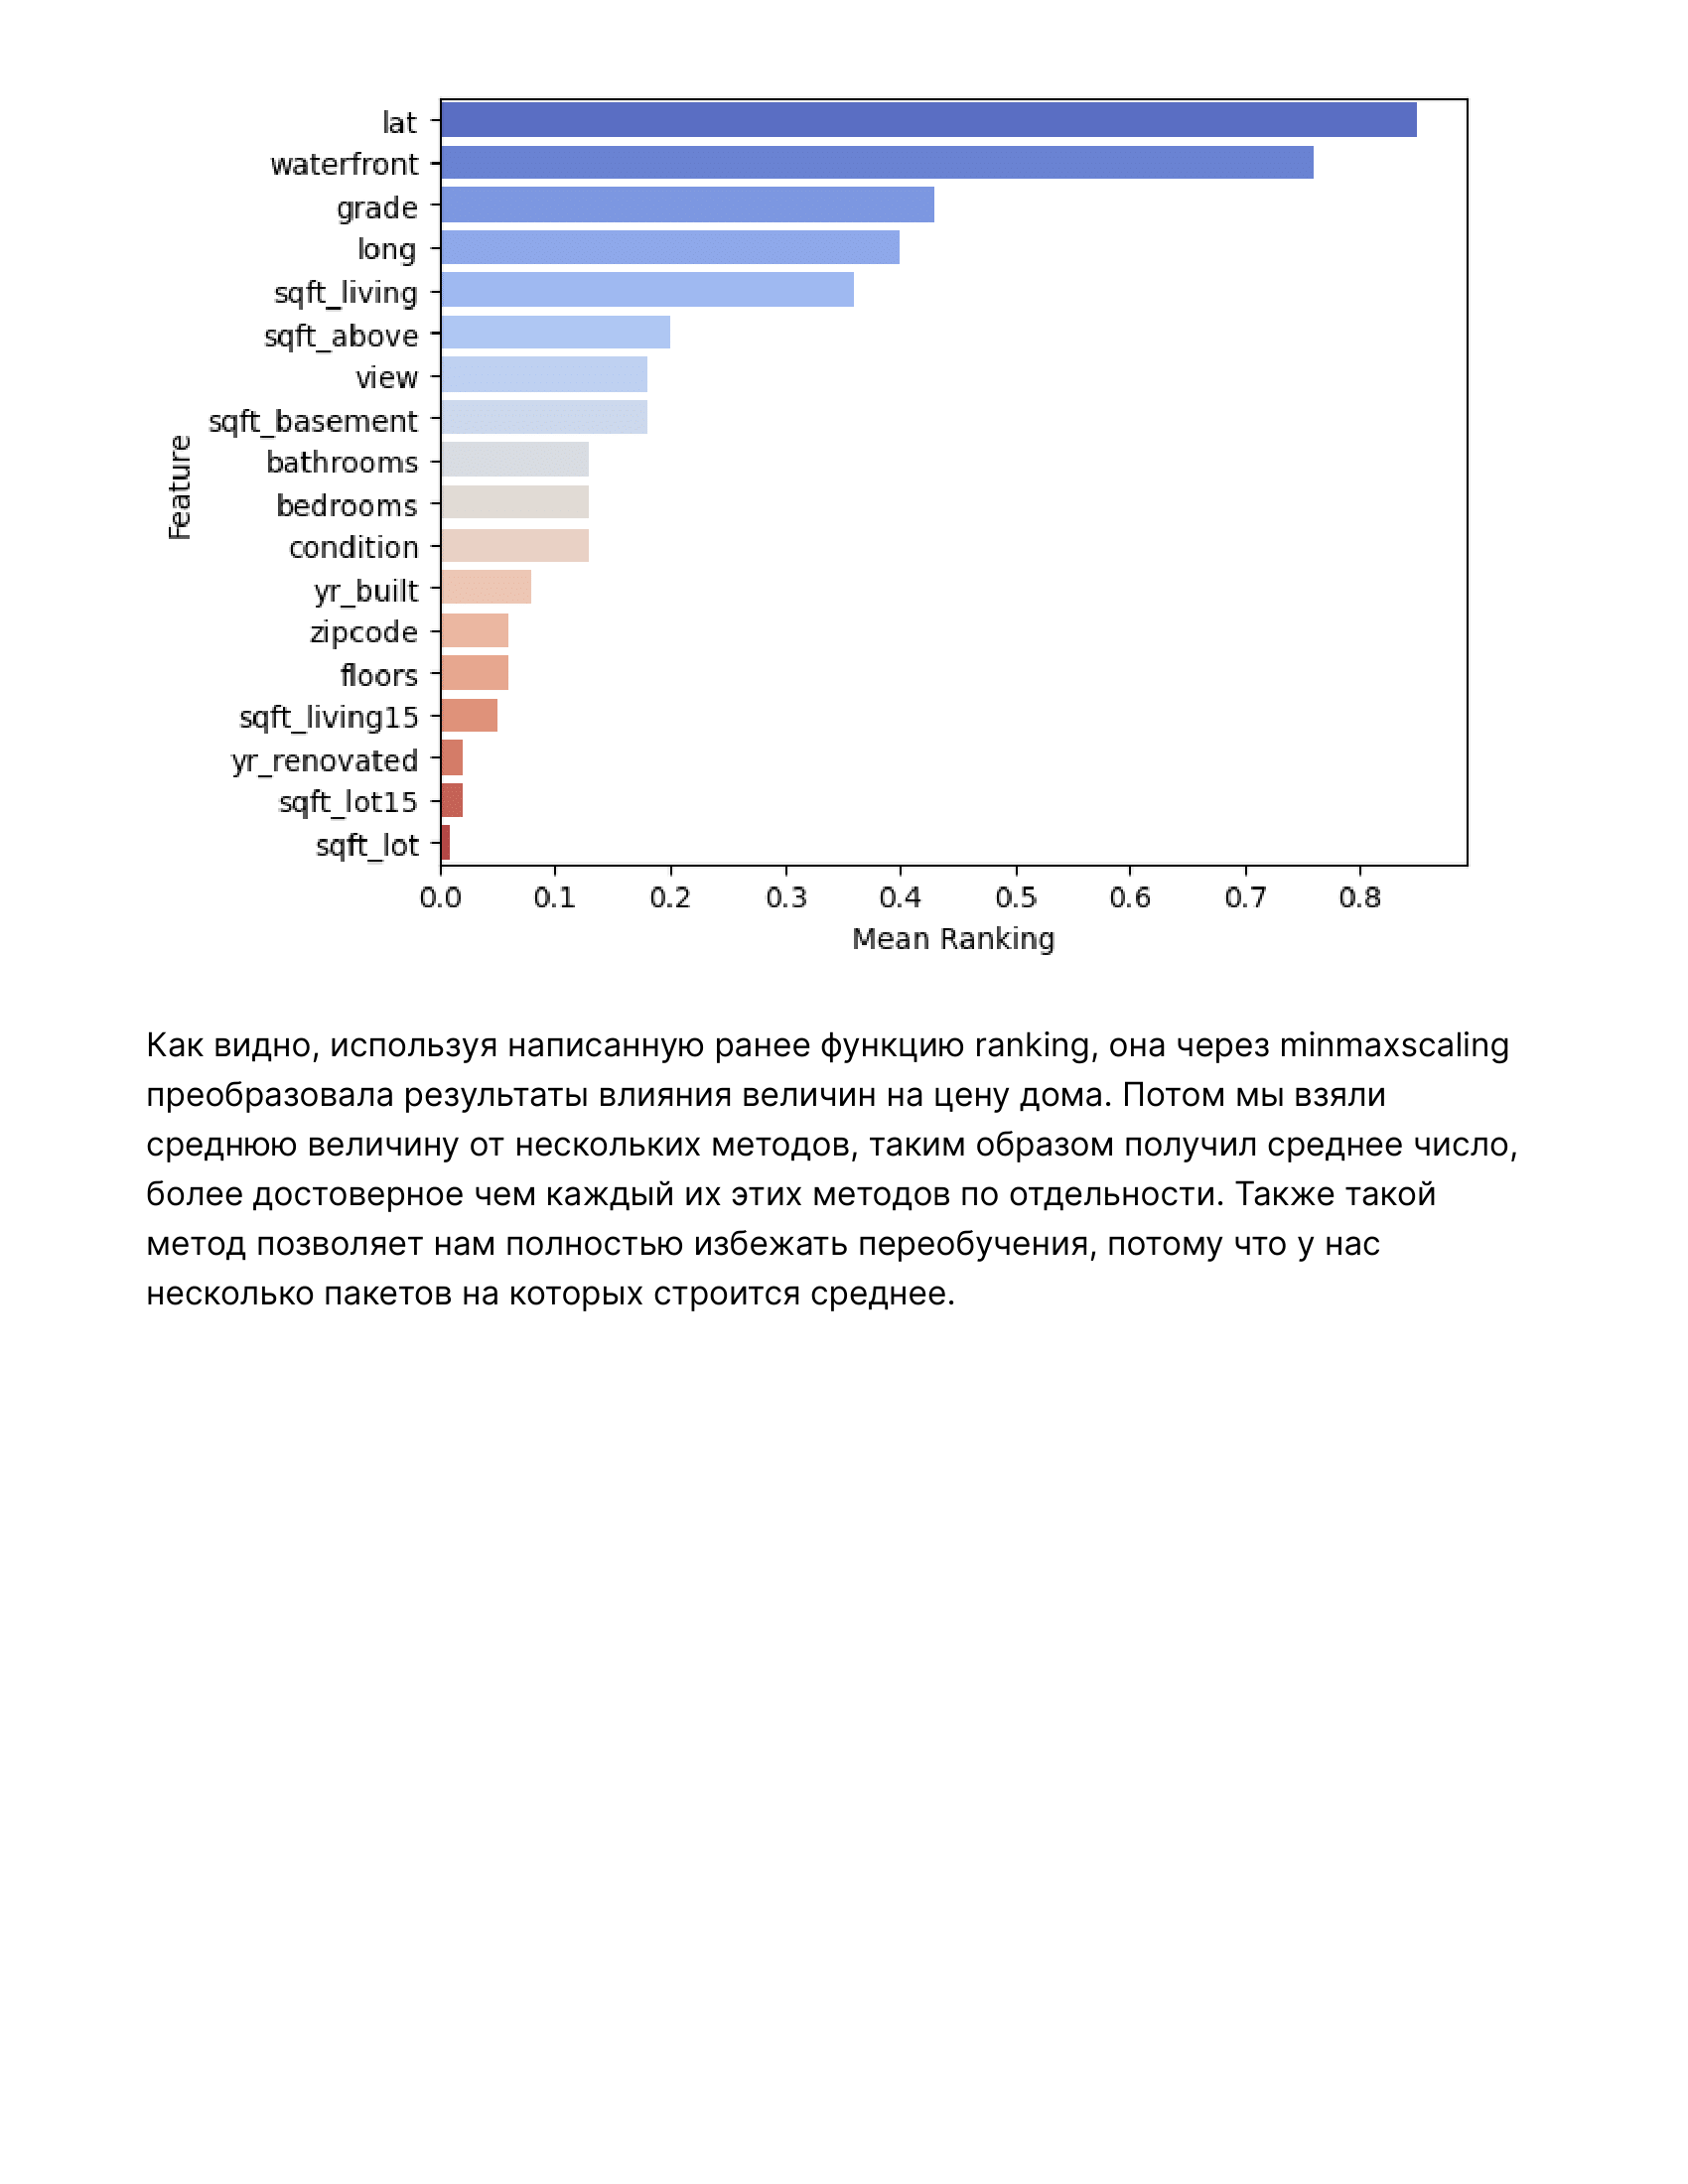 lat
waterfront
grade
long
sqft_living
sqft_above
view
sqft_basement
bathrooms
bedrooms
condition
yr_built
zipcode
floors
sqft_living15
yr_renovated
sqft_lot15
sqft_lot
Feature
0.0 0.1 0.2 0.3 0.4 0.5 0.6 0.7 0.8
Mean Ranking
Как видно, используя написанную ранее функцию ranking, она через minmaxscaling
преобразовала результаты влияния величин на цену дома. Потом мы взяли
среднюю величину от нескольких методов, таким образом получил среднее число,
более достоверное чем каждый их этих методов по отдельности. Также такой
метод позволяет нам полностью избежать переобучения, потому что у нас
несколько пакетов на которых строится среднее.